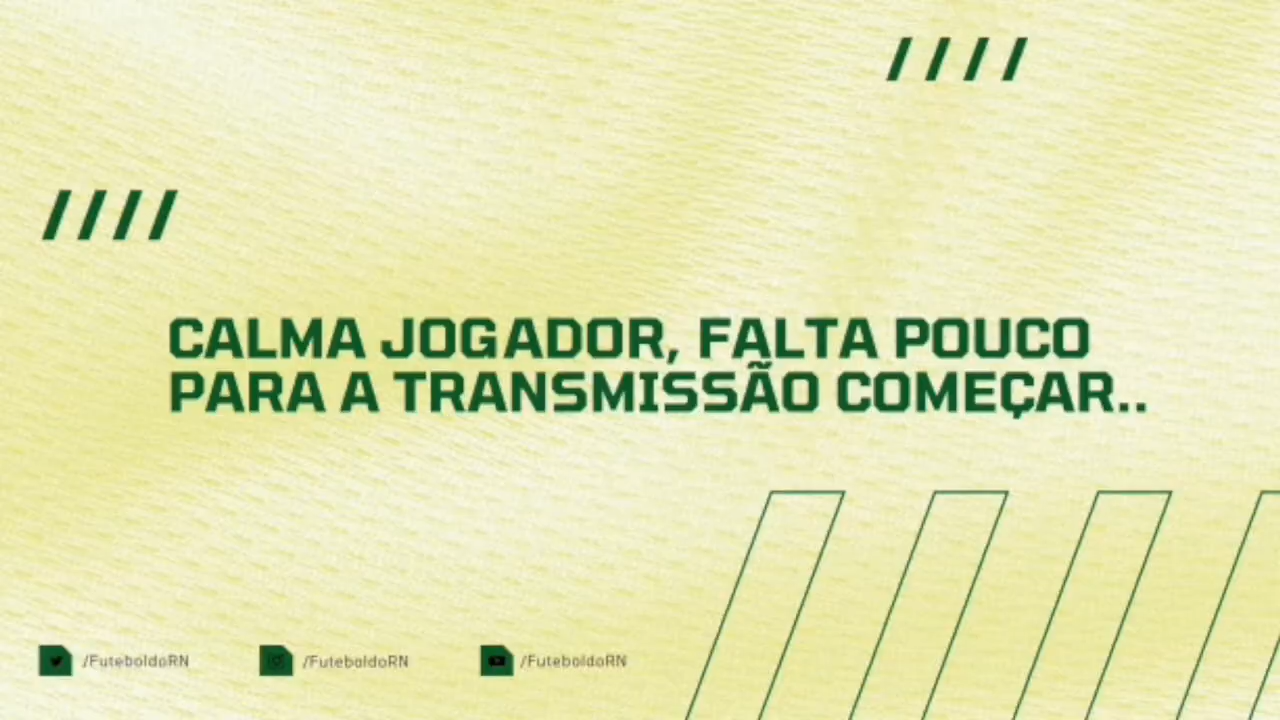 CALMA JOGADOR, FALTA POUCO
PARA A TRANSMISSÃO COMEÇAR..
/FuteboldoRN /FuteboldoRN /FuteboldoRN